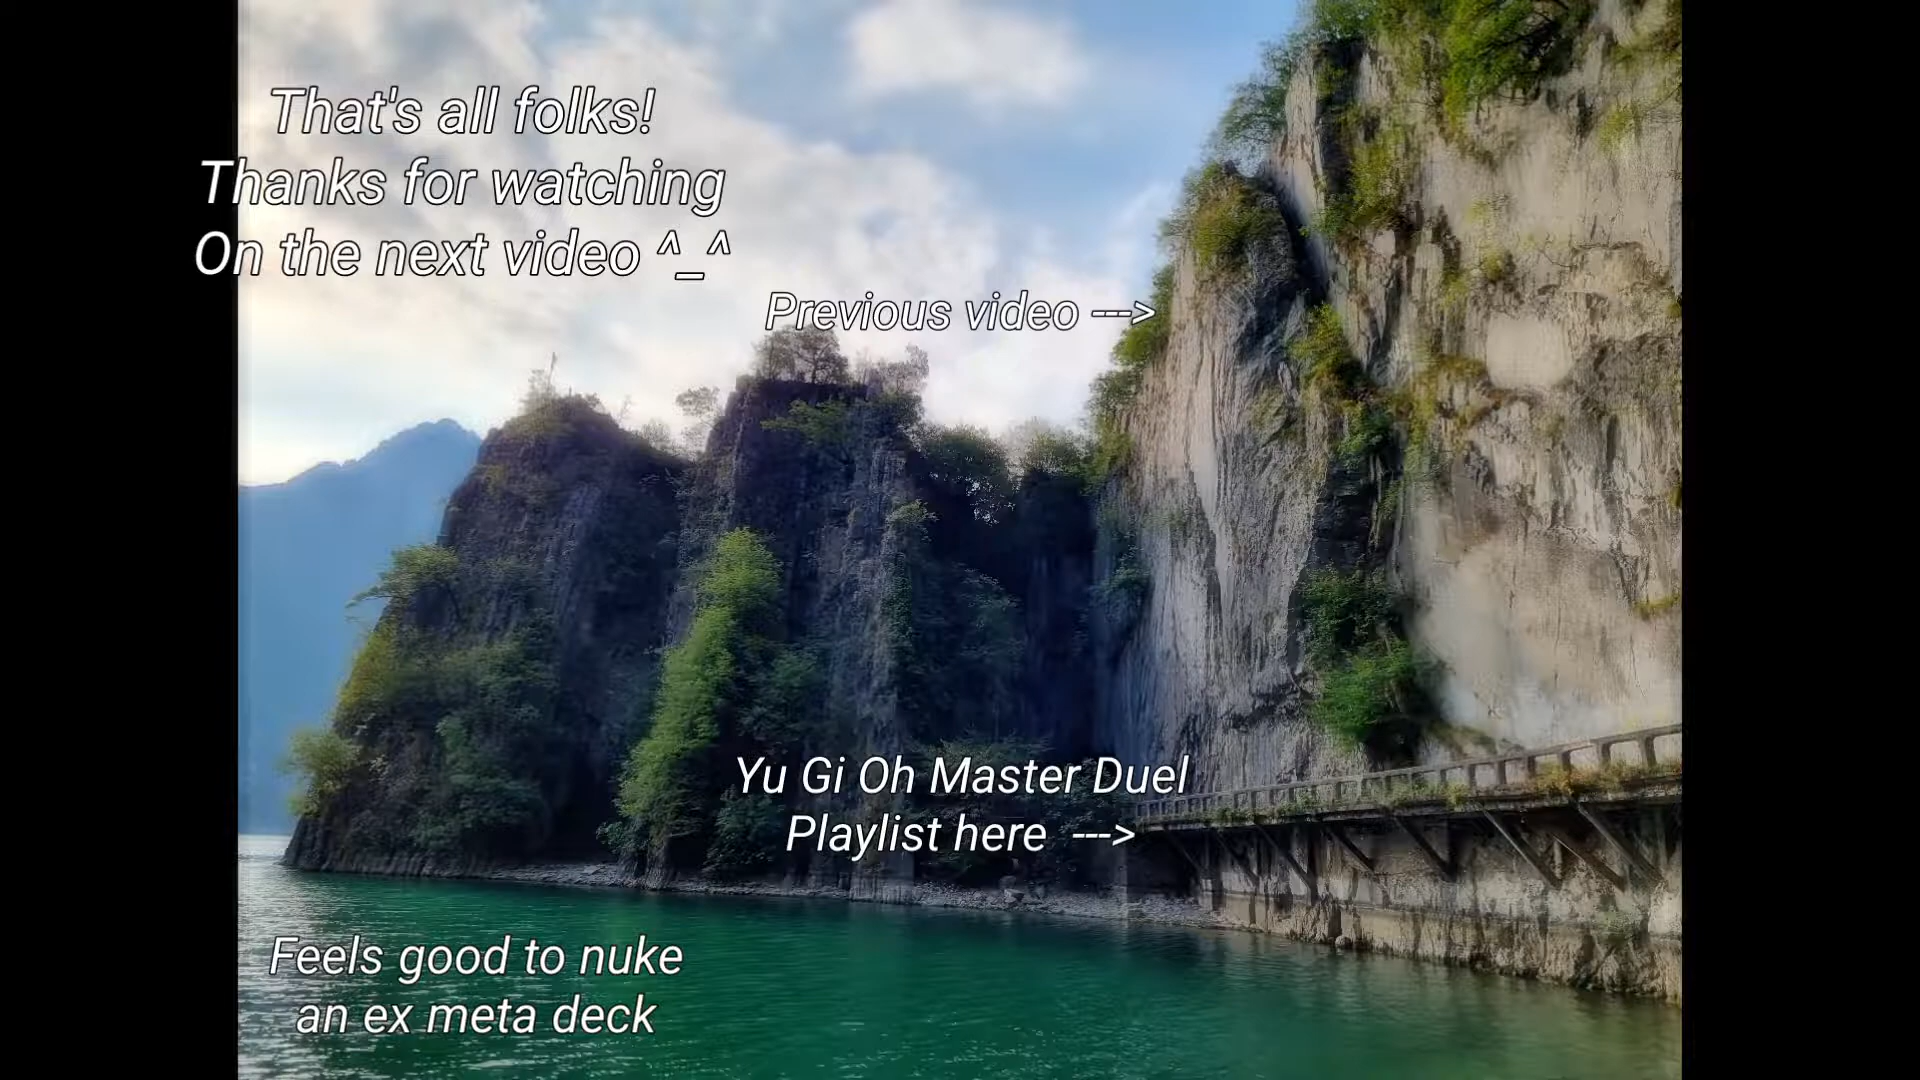 That's all folks!
Thanks for watching
On the next video ^_^
Previous video --->
Yu Gi Oh Master Duel
Playlist here --->
Feels good to nuke
an ex meta deck